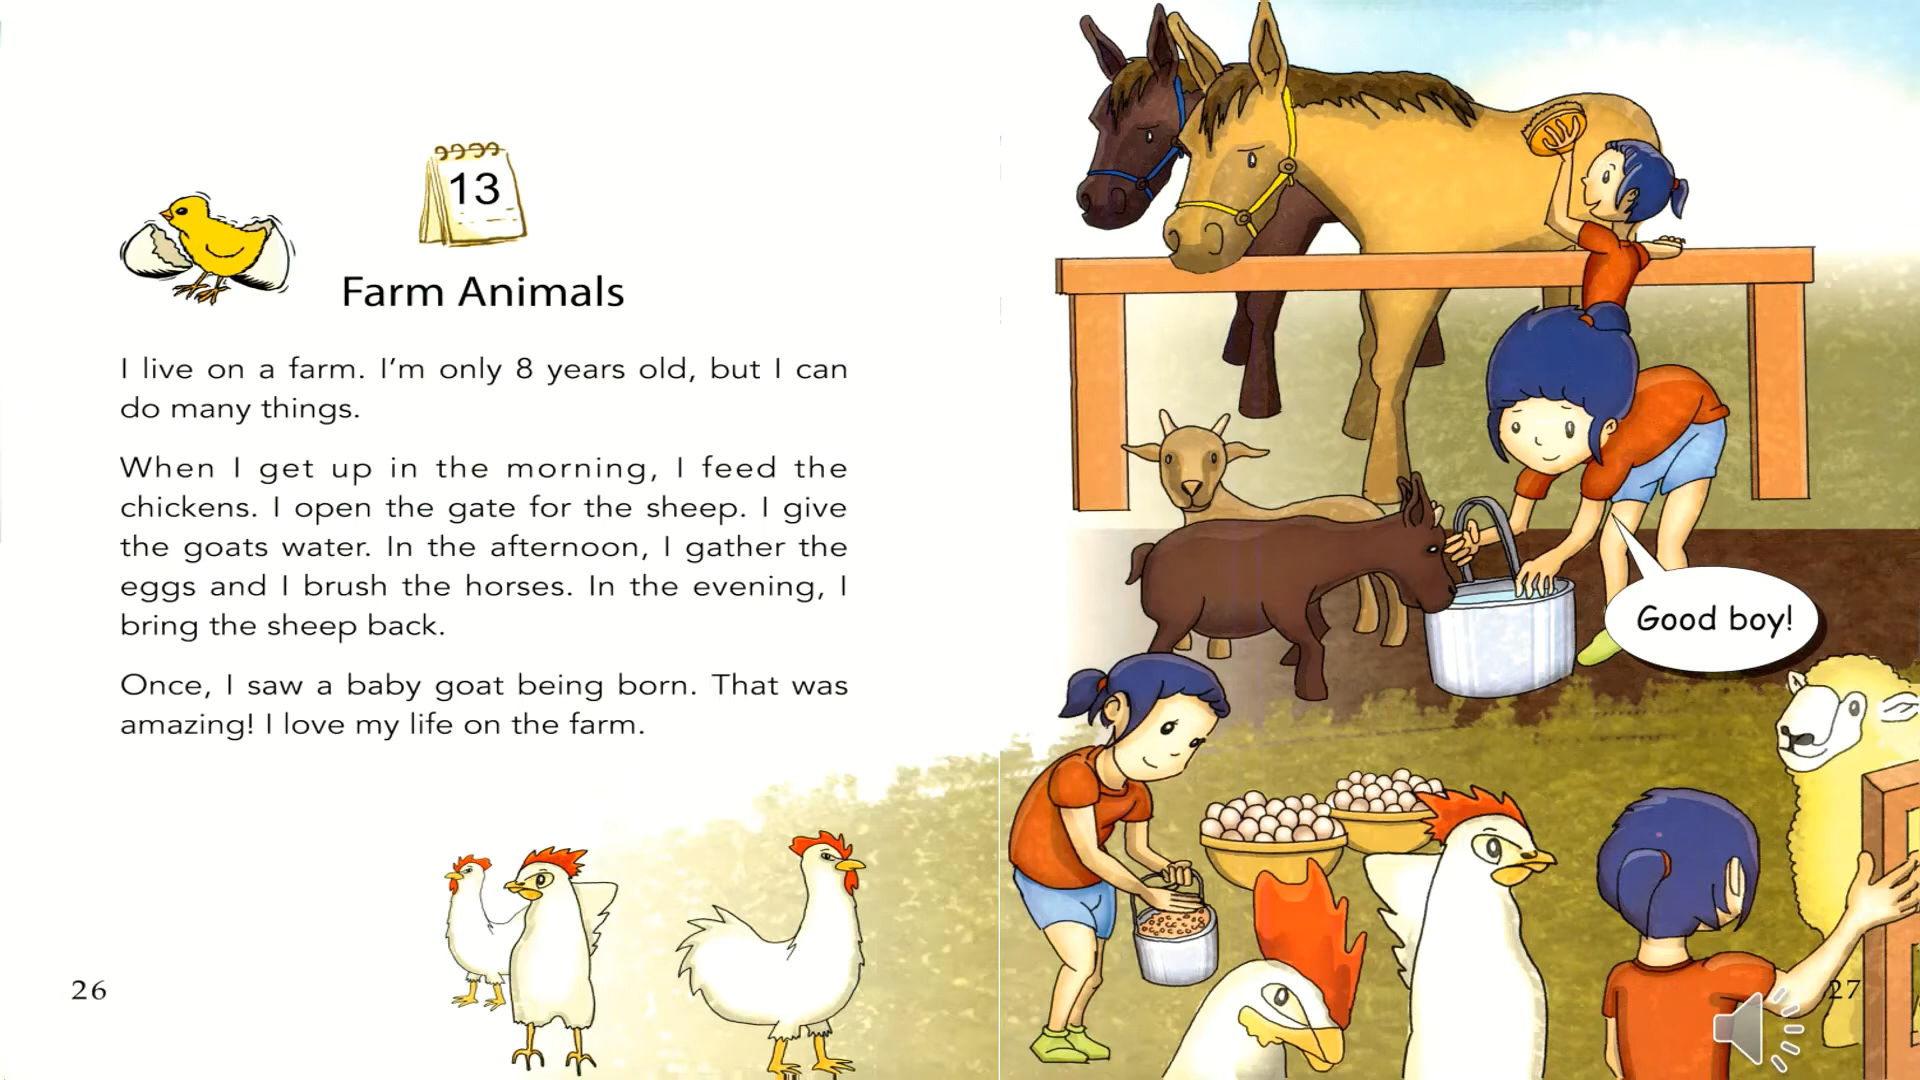 13
Farm Animals
I live on a farm. I'm only 8 years old, but I can
do many things.
When I get up in the morning, I feed the
chickens. I open the gate for the sheep. I give
the goats water. In the afternoon, I gather the
eggs and I brush the horses. In the evening, I
bring the sheep back.
Once, I saw a baby goat being born. That was
amazing! I love my life on the farm.
26
Good boy!
27